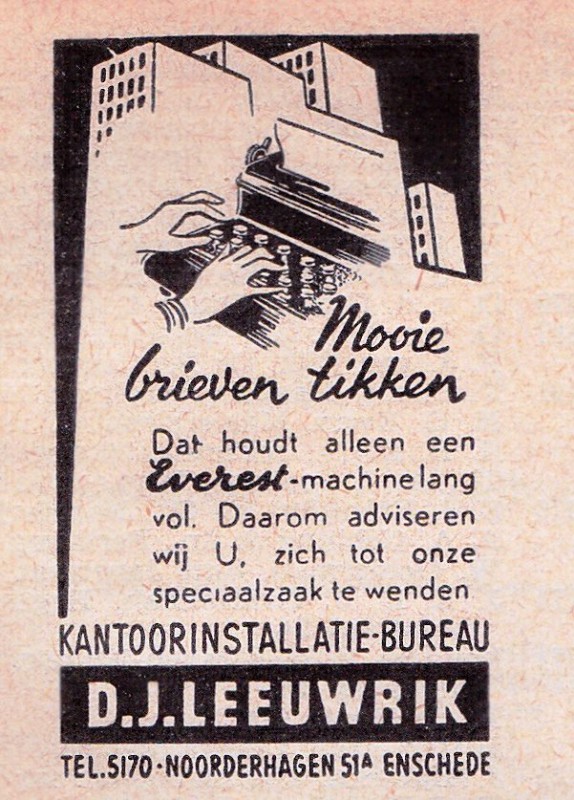 Mooie
brieven tikken
Dat houdt alleen een
Everest-machine lang
vol. Daarom adviseren
wij U, zich tot onze
speciaalzaak te wenden
KANTOORINSTALLATIE-BUREAU
D.J. LEEUWRIK
TEL. 5170 - NOORDERHAGEN 51A ENSCHEDE